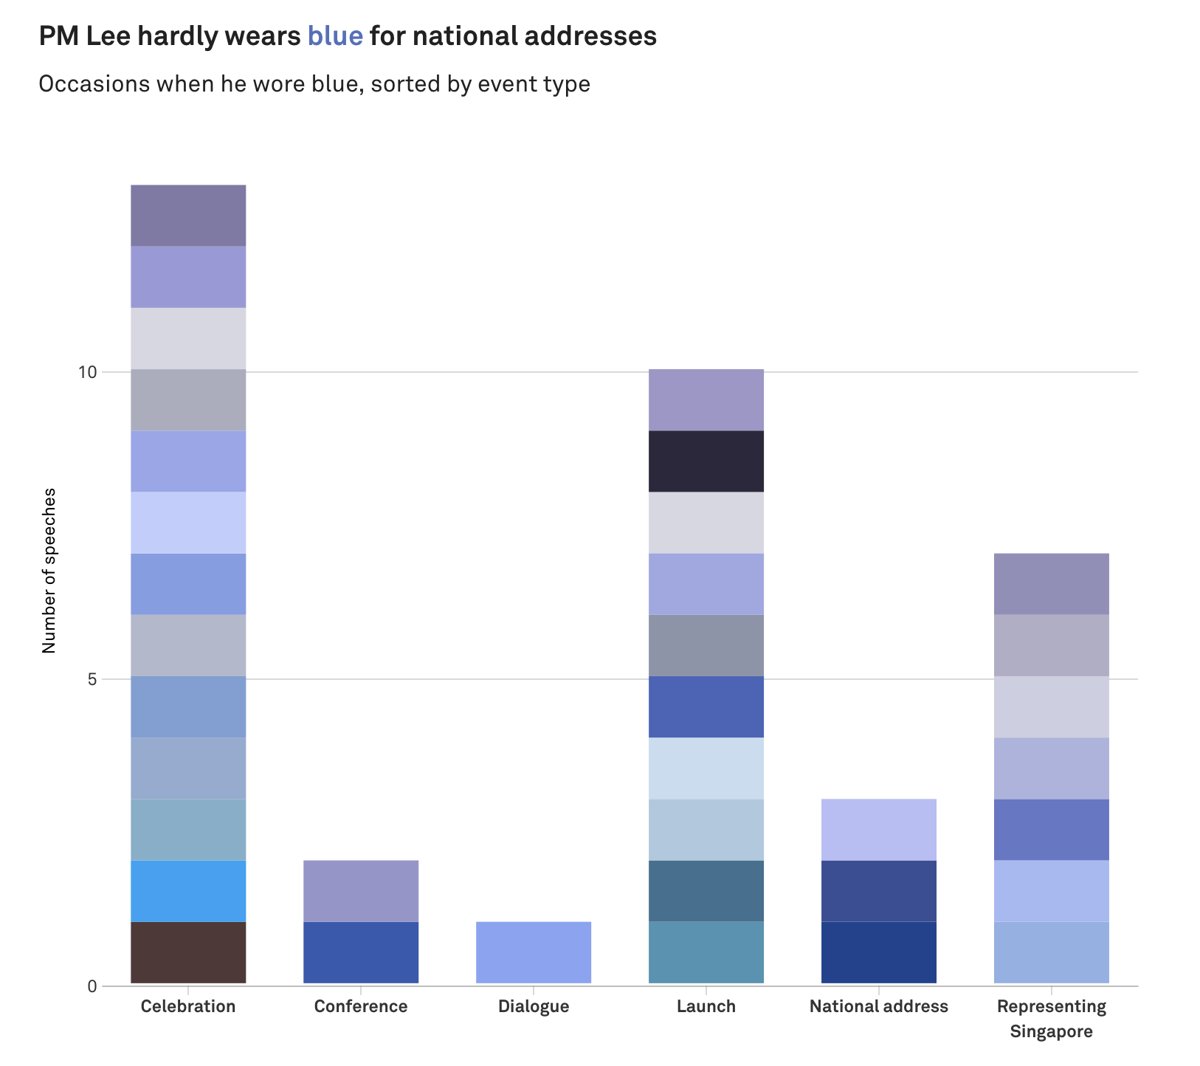 PM Lee hardly wears blue for national addresses
Occasions when he wore blue, sorted by event type
10
5
0
Number of speeches
Celebration
Conference
Dialogue
Launch
National address
Representing
Singapore